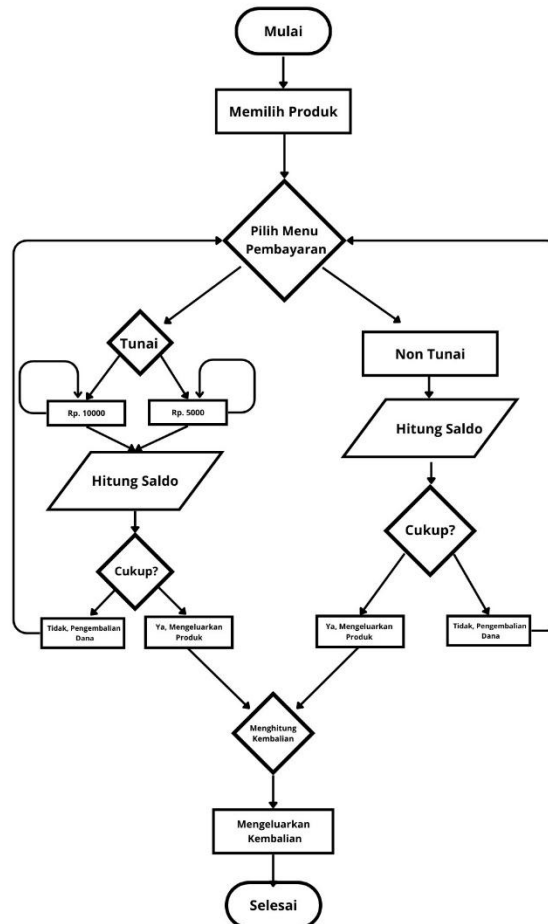 Mulai
Memilih Produk
Pilih Menu
Pembayaran
Tunai
Non Tunai
Rp. 10000
Rp. 5000
Hitung Saldo
Hitung Saldo
Cukup?
Cukup?
Tidak, Pengembalian
Dana
Ya, Mengeluarkan
Produk
Ya, Mengeluarkan
Produk
Tidak, Pengembalian
Dana
Menghitung
Kembalian
Mengeluarkan
Kembalian
Selesai